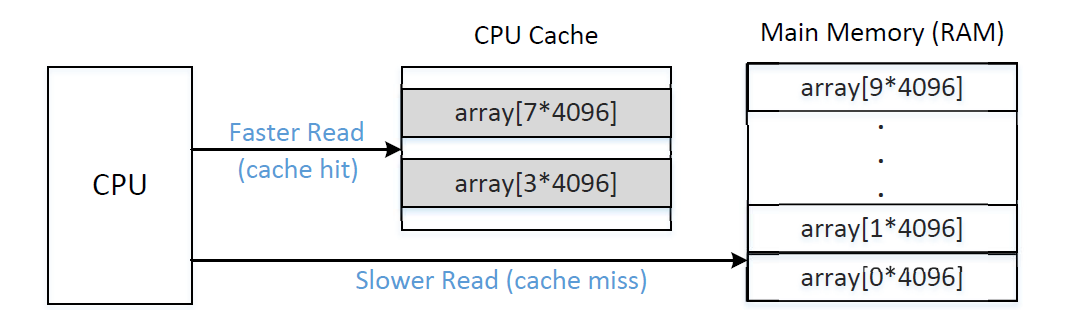 CPU Cache
Main Memory (RAM)
CPU
Faster Read
(cache hit)
array[7*4096]
array[3*4096]
Slower Read (cache miss)
array[9*4096]
.
.
.
array[1*4096]
array[0*4096]